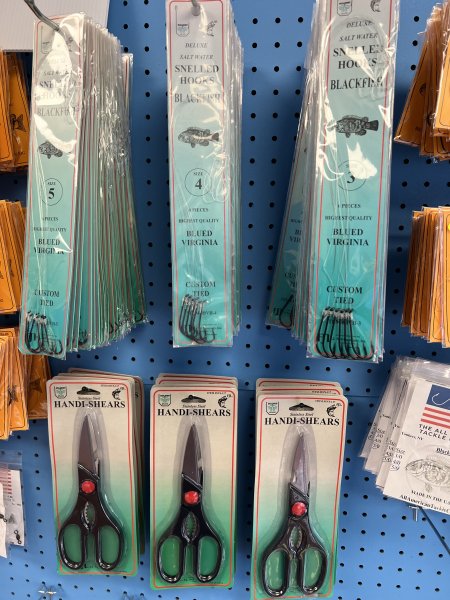 DELUXE
SALT WATER
SNELLED
HOOKS
BLACKFISH
SIZE
5
6 PIECES
HIGHEST QUALITY
BLUED
VIRGINIA
CUSTOM
TIED
DELUXE
SALT WATER
SNELLED
HOOKS
BLACKFISH
SIZE
4
6 PIECES
HIGHEST QUALITY
BLUED
VIRGINIA
CUSTOM
TIED
DELUXE
SALT WATER
SNELLED
HOOKS
BLACKFISH
3
6 PIECES
HIGHEST QUALITY
BLUED
VIRGINIA
CUSTOM
TIED
Stainless Steel
HANDI-SHEARS
Stainless Steel
HANDI-SHEARS
Stainless Steel
HANDI-SHEARS
THE ALL
TACKLE
MADE IN THE U.S.